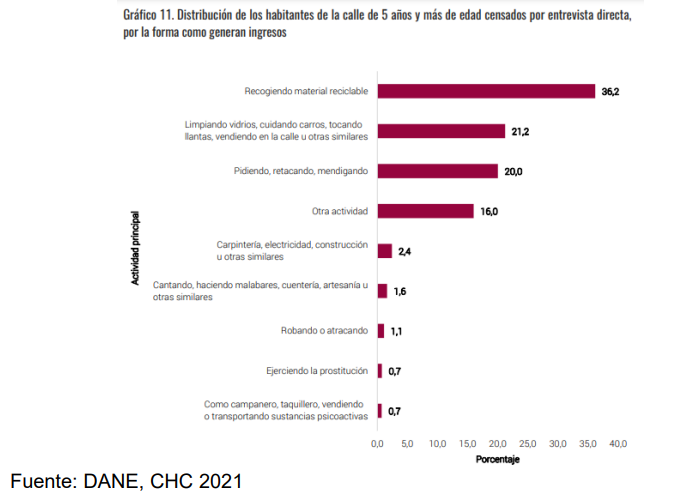 Gráfico 11. Distribución de los habitantes de la calle de 5 años y más de edad censados por entrevista directa,
por la forma como generan ingresos
Recogiendo material reciclable
36,2
Limpiando vidrios, cuidando carros, tocando
llantas, vendiendo en la calle u otras similares
21,2
Pidiendo, retacando, mendigando
20,0
Otra actividad
16,0
Carpintería, electricidad, construcción
u otras similares
2,4
Cantando, haciendo malabares, cuentería, artesanía u
otras similares
1,6
Robando o atracando
1,1
Ejerciendo la prostitución
0,7
Como campanero, taquillero, vendiendo
o transportando sustancias psicoactivas
0,7
Actividad principal
0,0 5,0 10,0 15,0 20,0 25,0 30,0 35,0 40,0
Porcentaje
Fuente: DANE, CHC 2021